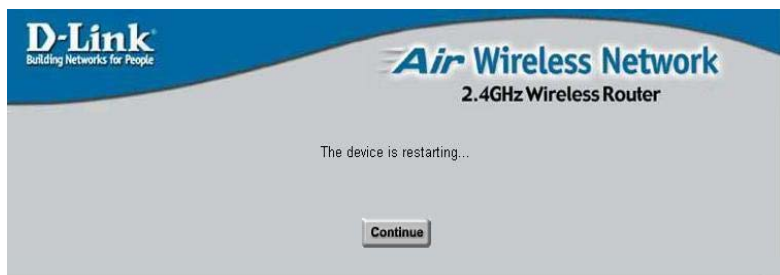 D-Link
Building Networks for People
Air Wireless Network
2.4GHz Wireless Router
The device is restarting...
Continue